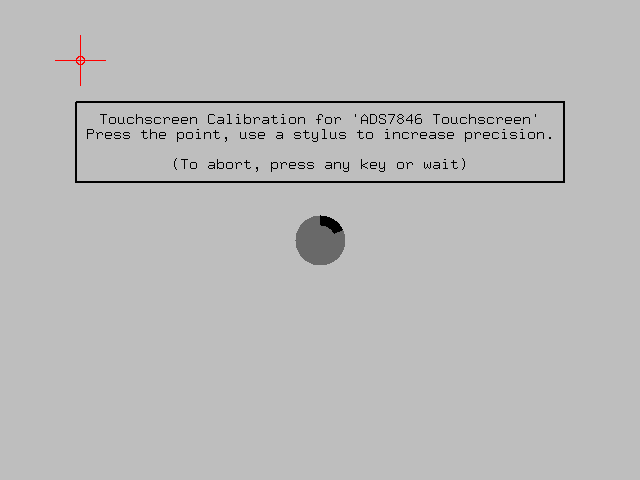 Touchscreen Calibration for 'ADS7846 Touchscreen'
Press the point, use a stylus to increase precision.
(To abort, press any key or wait)